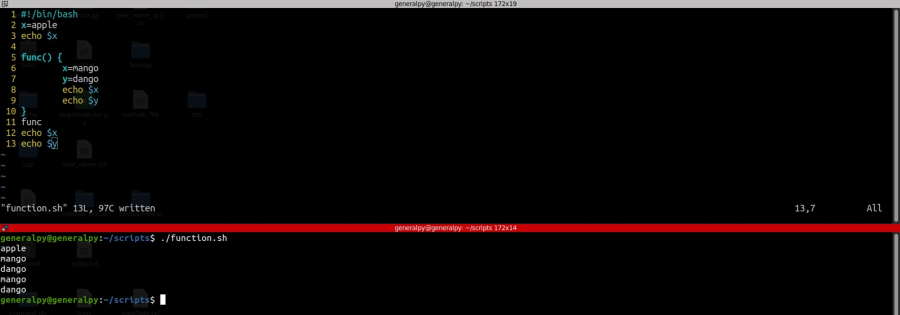 generalpy@generalpy: ~/scripts 172x19
1 #!/bin/bash
2 x=apple
3 echo $x
4
5 func() {
6 x=mango
7 y=dango
8 echo $x
9 echo $y
10 }
11 func
12 echo $x
13 echo $y
~
~
~
~
~
"function.sh" 13L, 97C written 13,7 All
generalpy@generalpy: ~/scripts 172x14
generalpy@generalpy:~/scripts$ ./function.sh
apple
mango
dango
mango
dango
generalpy@generalpy:~/scripts$